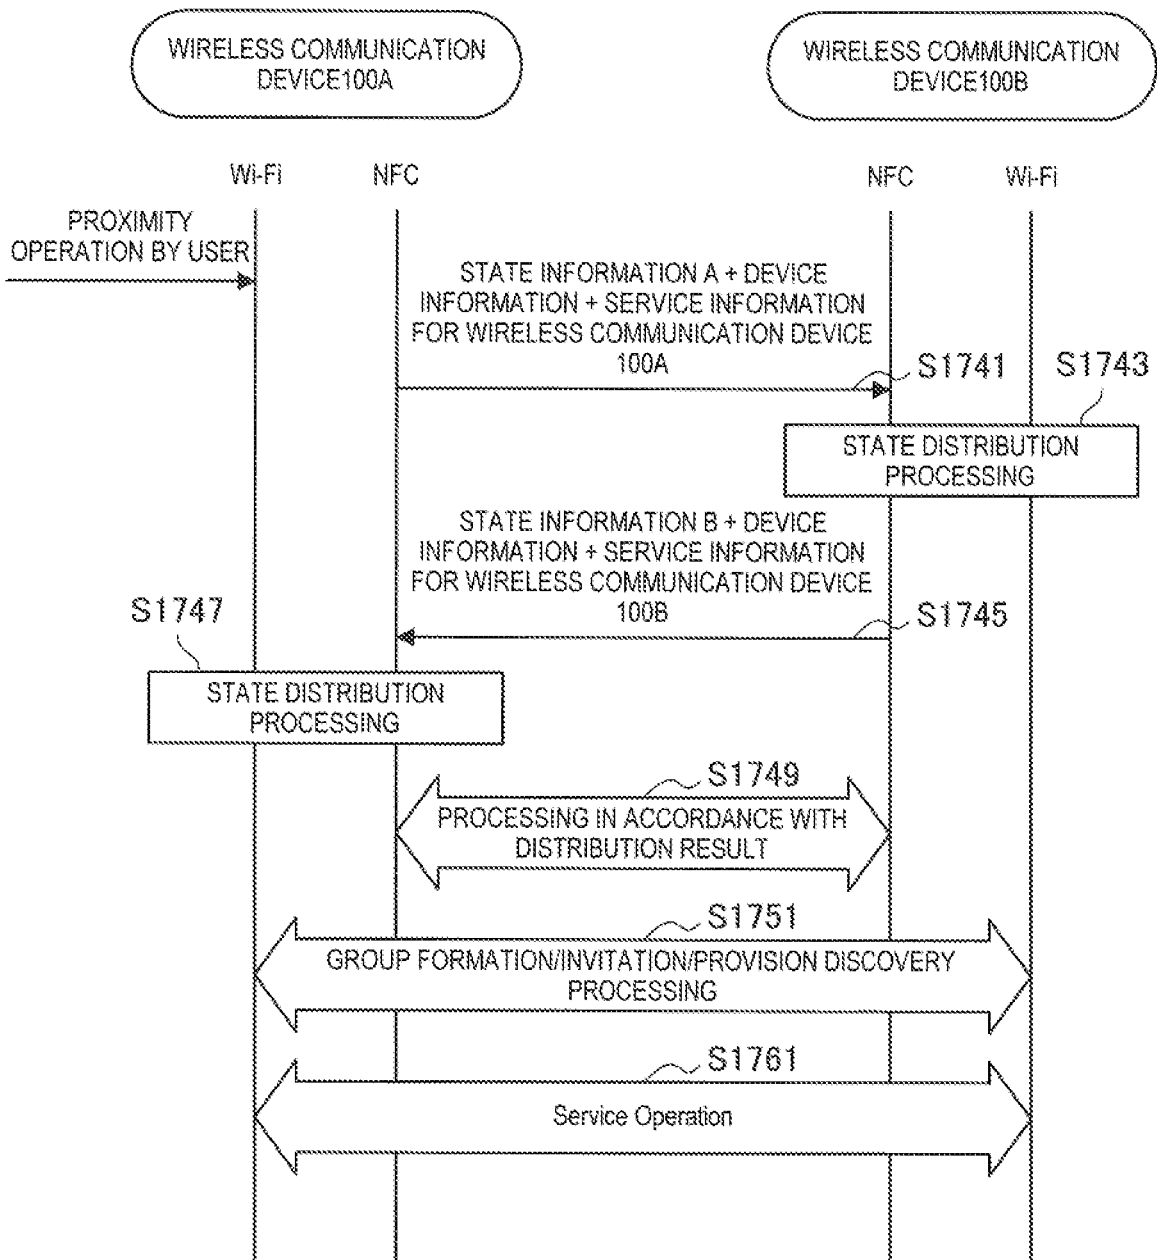 WIRELESS COMMUNICATION
DEVICE100A
WIRELESS COMMUNICATION
DEVICE100B
Wi-Fi
NFC
NFC
Wi-Fi
PROXIMITY
OPERATION BY USER
STATE INFORMATION A + DEVICE
INFORMATION + SERVICE INFORMATION
FOR WIRELESS COMMUNICATION DEVICE
100A
S1741
S1743
STATE DISTRIBUTION
PROCESSING
STATE INFORMATION B + DEVICE
INFORMATION + SERVICE INFORMATION
FOR WIRELESS COMMUNICATION DEVICE
100B
S1745
S1747
STATE DISTRIBUTION
PROCESSING
S1749
PROCESSING IN ACCORDANCE WITH
DISTRIBUTION RESULT
S1751
GROUP FORMATION/INVITATION/PROVISION DISCOVERY
PROCESSING
S1761
Service Operation